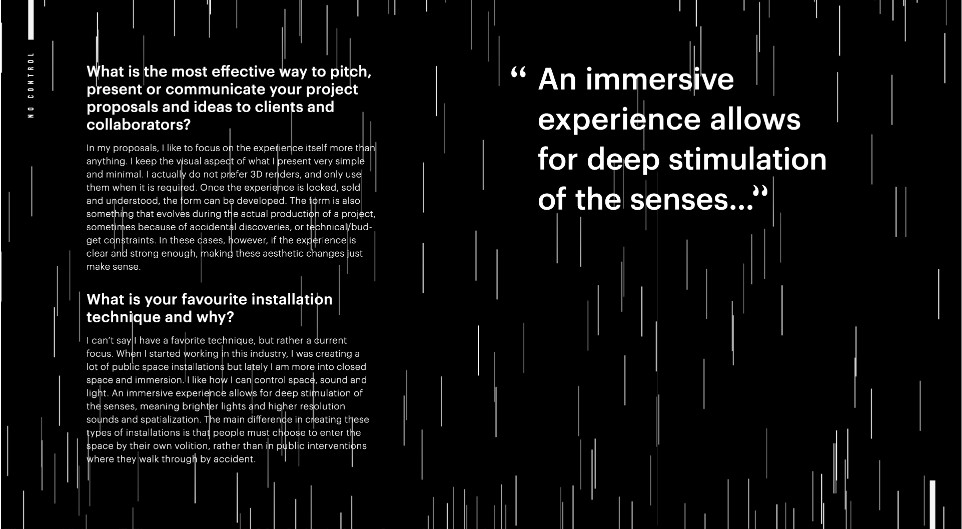 NO CONTROL
What is the most effective way to pitch,
present or communicate your project
proposals and ideas to clients and
collaborators?
In my proposals, I like to focus on the experience itself more than
anything. I keep the visual aspect of what I present very simple
and minimal. I actually do not prefer 3D renders, and only use
them when it is required. Once the experience is locked, sold
and understood, the form can be developed. The form is also
something that evolves during the actual production of a project,
sometimes because of accidental discoveries, or technical/bud-
get constraints. In these cases, however, if the experience is
clear and strong enough, making these aesthetic changes just
make sense.
What is your favourite installation
technique and why?
I can't say I have a favorite technique, but rather a current
focus. When I started working in this industry, I was creating a
lot of public space installations but lately I am more into closed
space and immersion. I like how I can control space, sound and
light. An immersive experience allows for deep stimulation of
the senses, meaning brighter lights and higher resolution
sounds and spatialization. The main difference in creating these
types of installations is that people must choose to enter the
space by their own volition, rather than in public interventions
where they walk through by accident.
“ An immersive
experience allows
for deep stimulation
of the senses...”